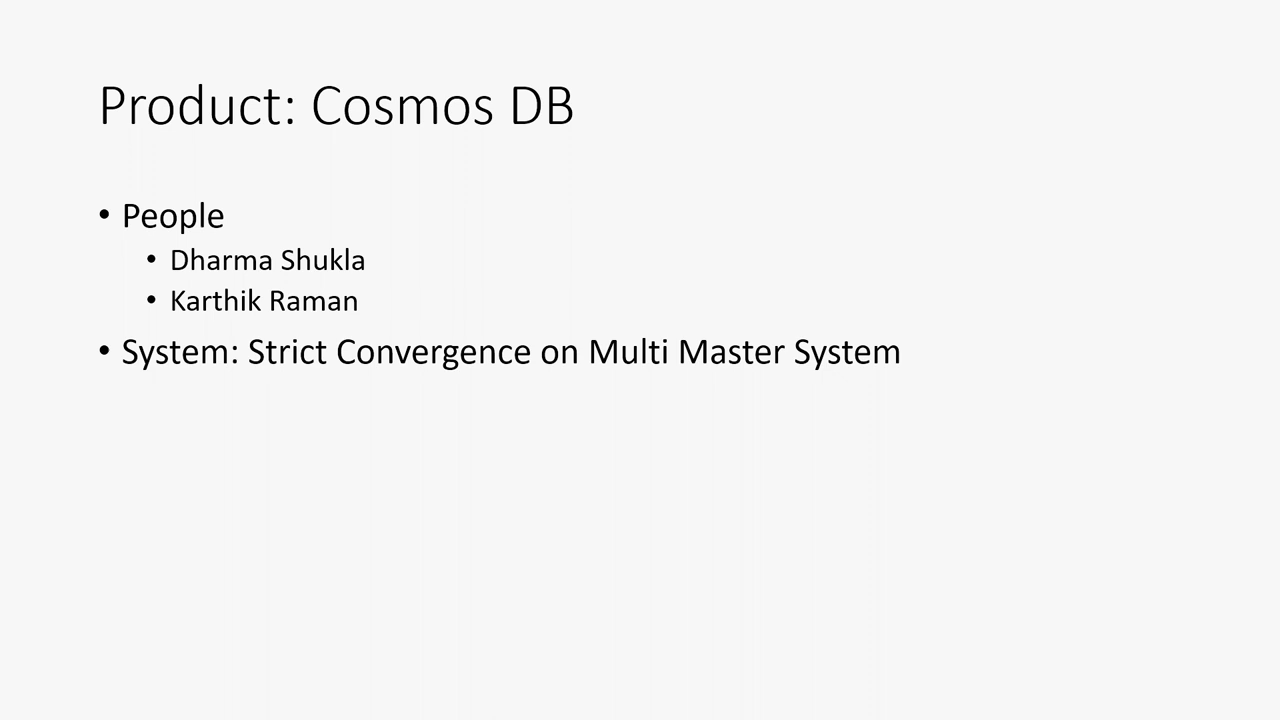 Product: Cosmos DB
• People
• Dharma Shukla
• Karthik Raman
• System: Strict Convergence on Multi Master System